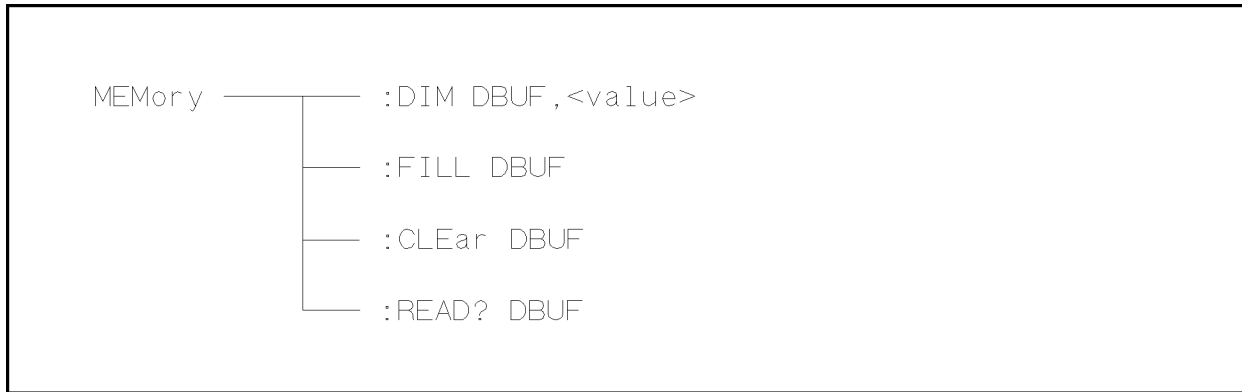 MEMory :DIM DBUF,<value>
:FILL DBUF
:CLEar DBUF
:READ? DBUF